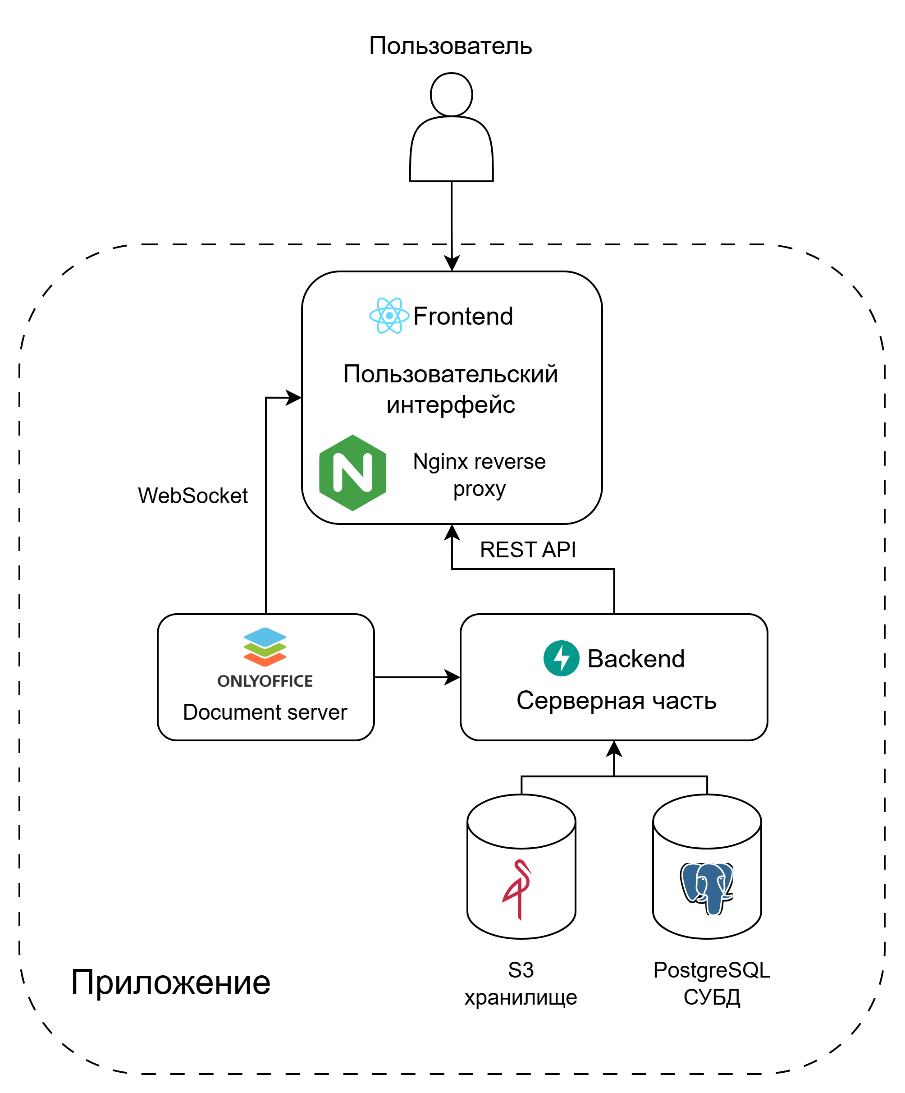 Пользователь
Frontend
Пользовательский
интерфейс
Nginx reverse
proxy
WebSocket
REST API
ONLYOFFICE
Document server
Backend
Серверная часть
S3
хранилище
PostgreSQL
СУБД
Приложение